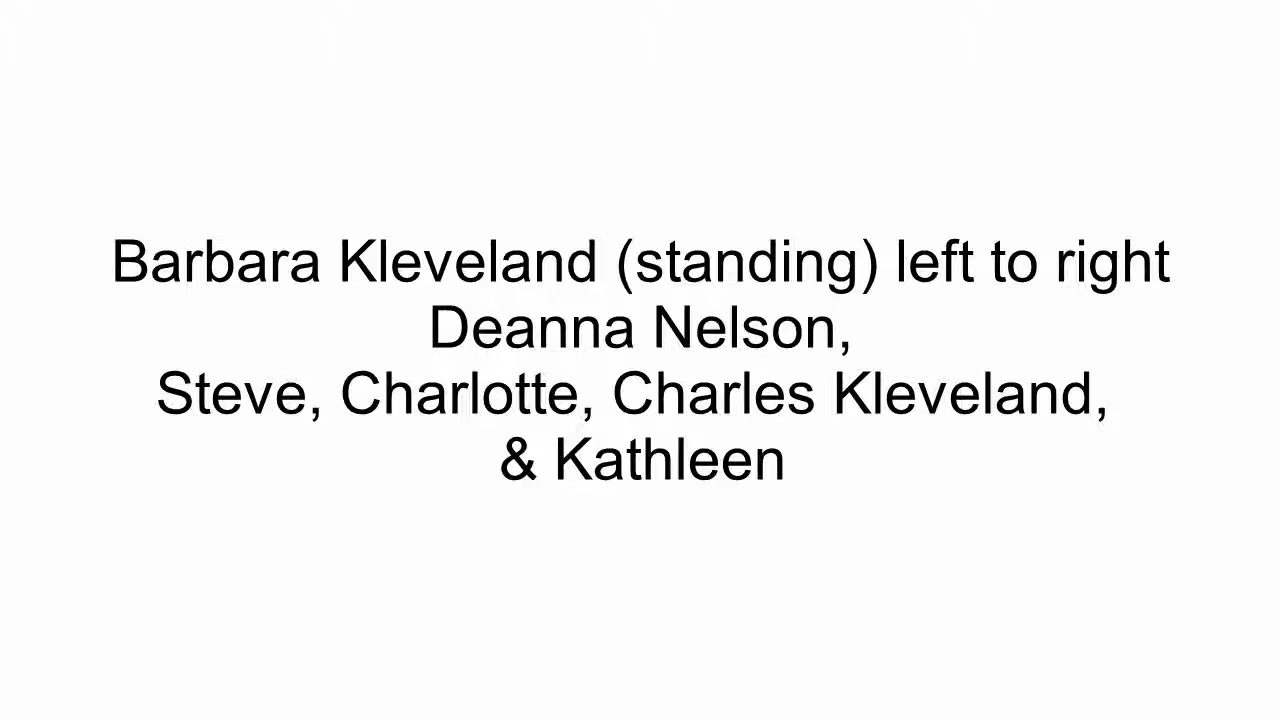 Barbara Kleveland (standing) left to right
Deanna Nelson,
Steve, Charlotte, Charles Kleveland,
& Kathleen